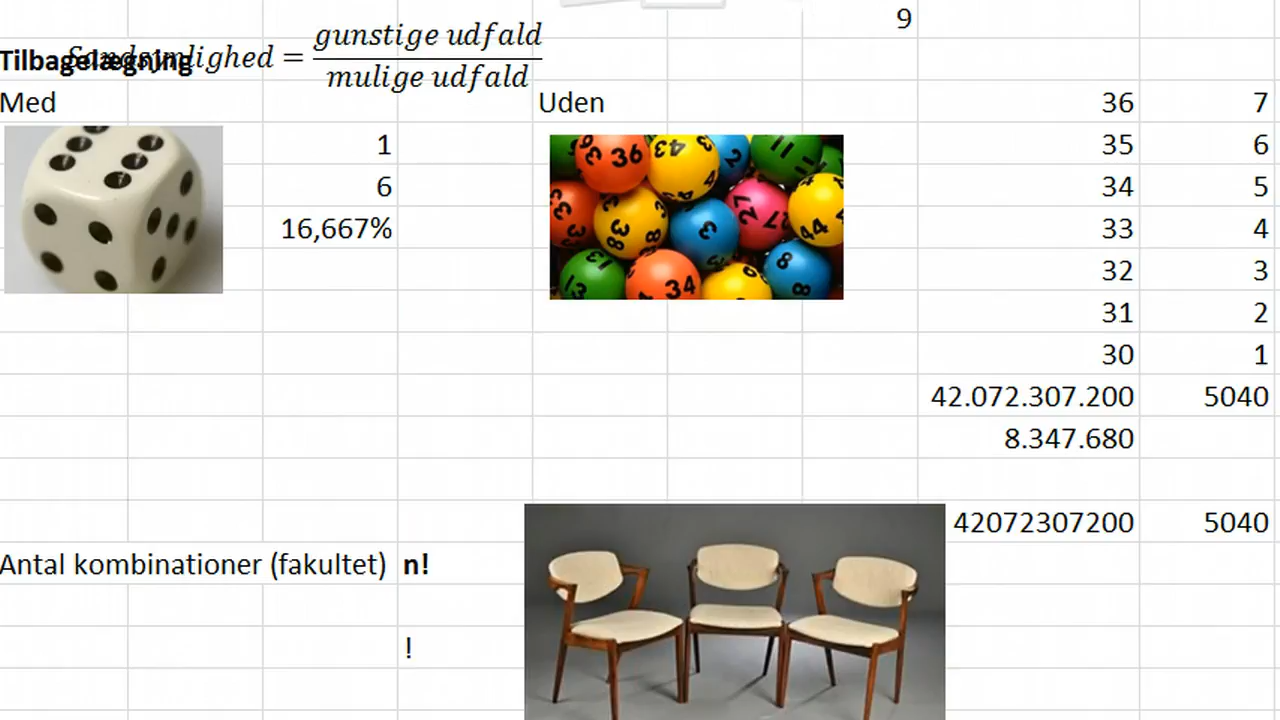 9
Sandsynlighed = gunstige udfald / mulige udfald
Tilbagelægning
Med Uden 36 7
1 35 6
6 34 5
16,667% 33 4
32 3
31 2
30 1
42.072.307.200 5040
8.347.680
42072307200 5040
Antal kombinationer (fakultet) n!
!